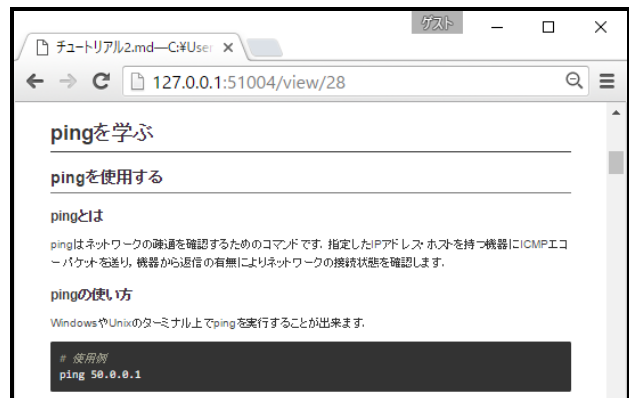 ゲスト
チュートリアル2.md—C:¥User
127.0.0.1:51004/view/28
pingを学ぶ
pingを使用する
pingとは
pingはネットワークの疎通を確認するためのコマンドです. 指定したIPアドレス・ホストを持つ機器にICMPエコ
ーパケットを送り, 機器から返信の有無によりネットワークの接続状態を確認します.
pingの使い方
WindowsやUnixのターミナル上でpingを実行することが出来ます.
# 使用例
ping 50.0.0.1